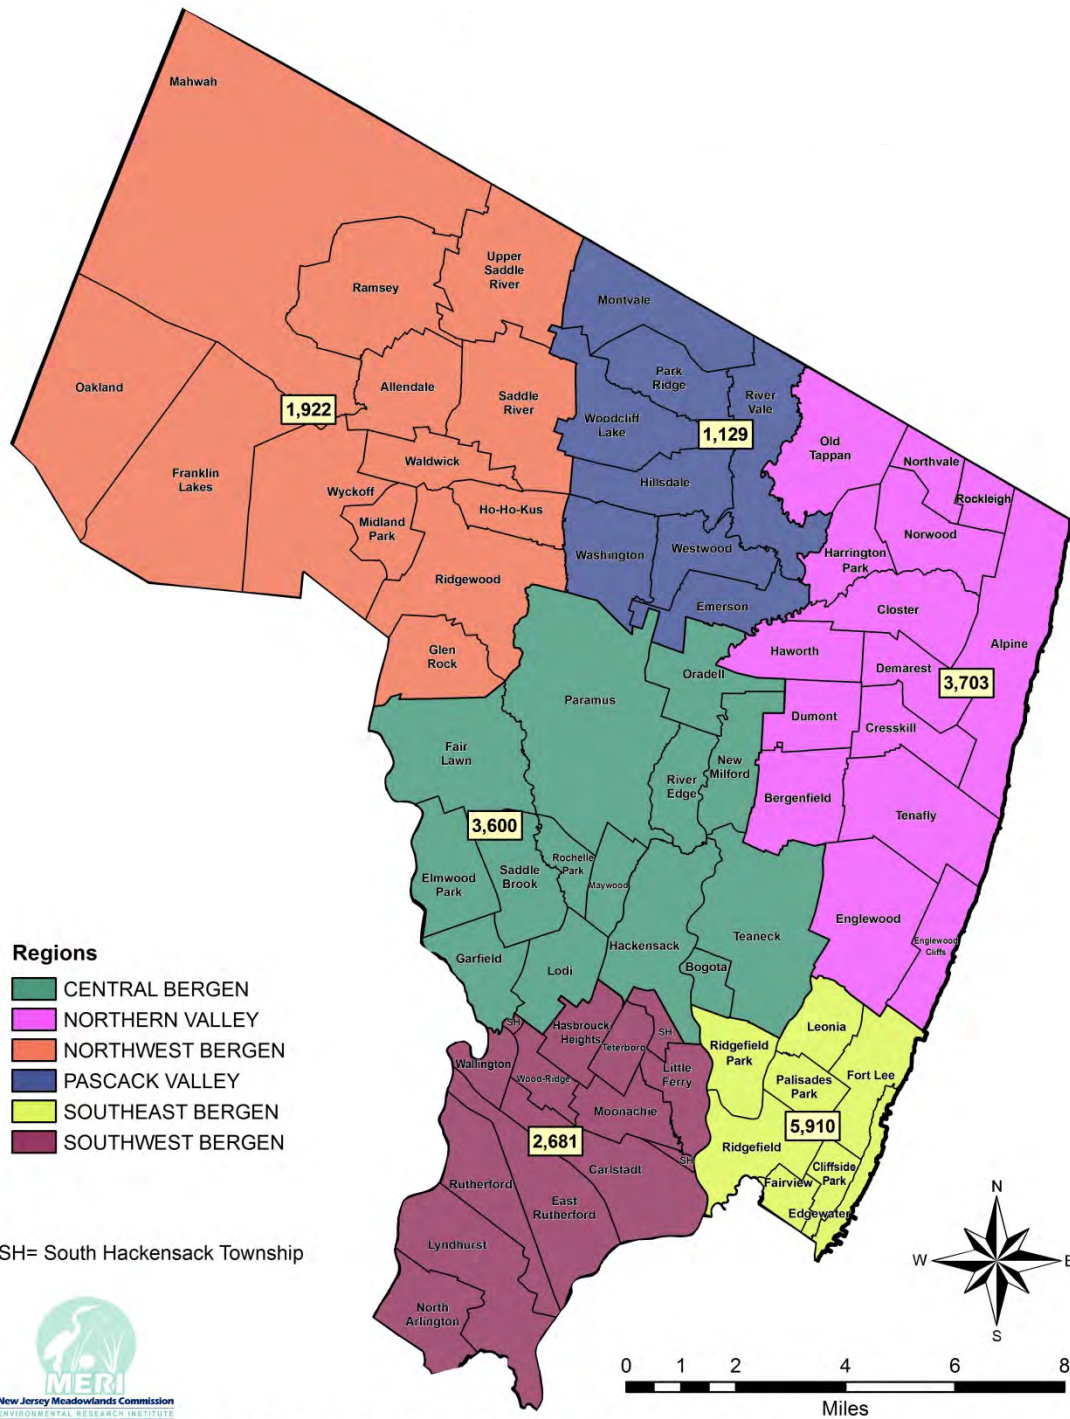 Mahwah
Upper
Saddle
River
Ramsey
Montvale
Oakland
Allendale
Saddle
River
Park
Ridge
River
Vale
1,922
Woodcliff
Lake
1,129
Old
Tappan
Waldwick
Franklin
Lakes
Wyckoff
Hillsdale
Northvale
Rockleigh
Ho-Ho-Kus
Midland
Park
Norwood
Washington
Westwood
Harrington
Park
Ridgewood
Emerson
Closter
Glen
Rock
Haworth
Alpine
Oradell
Demarest
3,703
Paramus
Dumont
Cresskill
Fair
Lawn
New
Milford
River
Edge
Bergenfield
Tenafly
3,600
Elmwood
Park
Saddle
Brook
Rochelle
Park
Maywood
Englewood
Englewood
Cliffs
Teaneck
Hackensack
Garfield
Lodi
Bogota
Regions
CENTRAL BERGEN
NORTHERN VALLEY
NORTHWEST BERGEN
PASCACK VALLEY
SOUTHEAST BERGEN
SOUTHWEST BERGEN
SH
Hasbrouck
Heights
SH
Teterboro
Leonia
Ridgefield
Park
Wallington
Wood-Ridge
Little
Ferry
Palisades
Park
Fort Lee
Moonachie
2,681
5,910
Ridgefield
SH
Carlstadt
Cliffside
Park
Fairview
Rutherford
East
Rutherford
Edgewater
Lyndhurst
North
Arlington
SH= South Hackensack Township
N
W
E
S
MERI
New Jersey Meadowlands Commission
ENVIRONMENTAL RESEARCH INSTITUTE
0 1 2 4 6 8
Miles